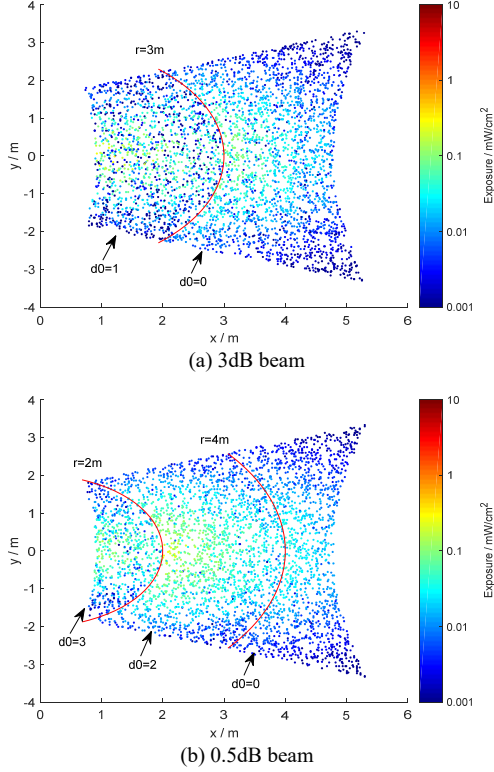 4
3
2
1
0
-1
-2
-3
-4
y / m
r=3m
d0=1
d0=0
0
1
2
3
4
5
6
x / m
10
1
0.1
0.01
0.001
Exposure / mW/cm²
(a) 3dB beam
4
3
2
1
0
-1
-2
-3
-4
y / m
r=2m
r=4m
d0=3
d0=2
d0=0
0
1
2
3
4
5
6
x / m
10
1
0.1
0.01
0.001
Exposure / mW/cm²
(b) 0.5dB beam